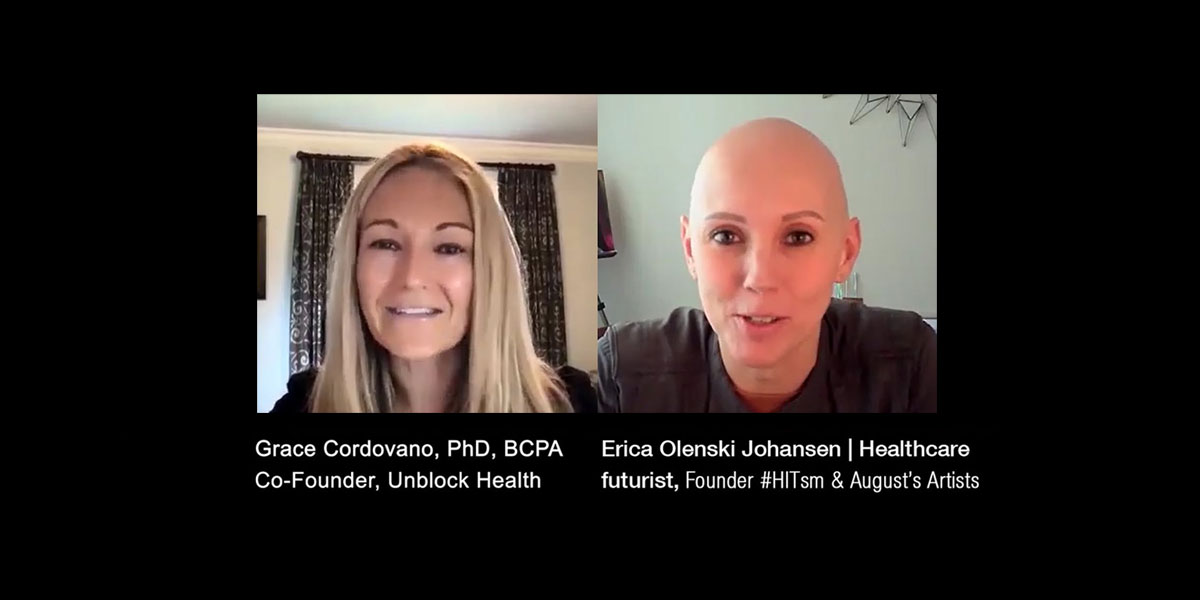 Grace Cordovano, PhD, BCPA
Co-Founder, Unblock Health
Erica Olenski Johansen | Healthcare
futurist, Founder #HITsm & August's Artists